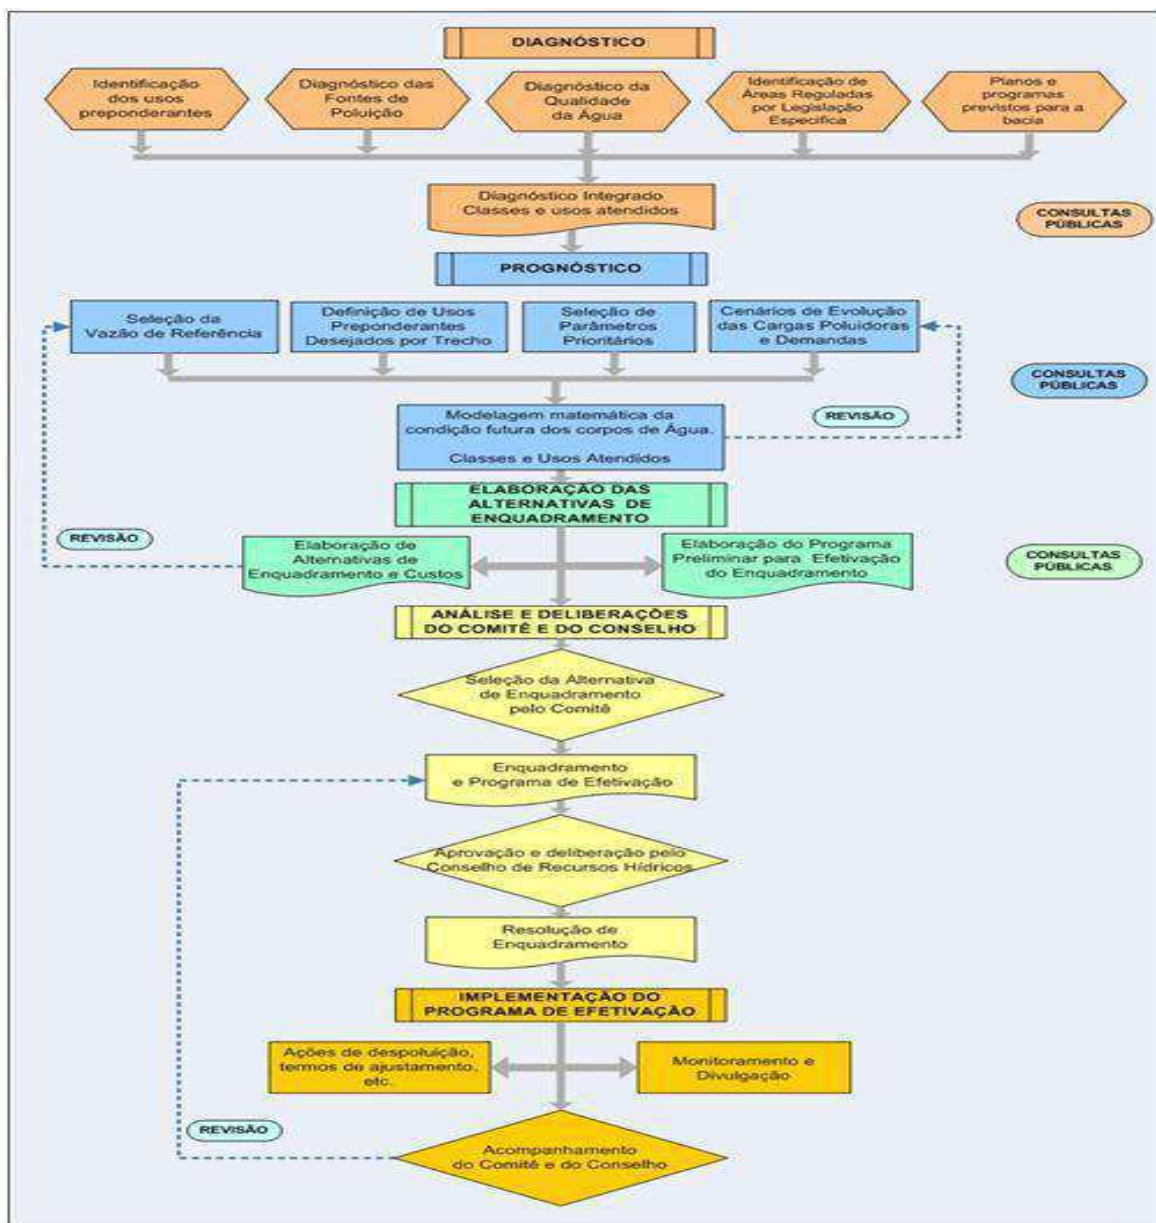 DIAGNÓSTICO
Identificação
dos usos
preponderantes
Diagnóstico das
Fontes de
Poluição
Diagnóstico da
Qualidade
da Água
Identificação de
Áreas Reguladas
por Legislação
Especifica
Planos e
programas
previstos para a
bacia
Diagnóstico Integrado
Classes e usos atendidos
CONSULTAS
PÚBLICAS
PROGNÓSTICO
Seleção da
Vazão de Referência
Definição de Usos
Preponderantes
Desejados por Trecho
Seleção de
Parâmetros
Prioritários
Cenários de Evolução
das Cargas Poluidoras
e Demandas
CONSULTAS
PÚBLICAS
Modelagem matemática da
condição futura dos corpos de Água.
Classes e Usos Atendidos
REVISÃO
ELABORAÇÃO DAS
ALTERNATIVAS DE
ENQUADRAMENTO
REVISÃO
Elaboração de
Alternativas de
Enquadramento e Custos
Elaboração do Programa
Preliminar para Efetivação
do Enquadramento
CONSULTAS
PÚBLICAS
ANÁLISE E DELIBERAÇÕES
DO COMITÊ E DO CONSELHO
Seleção da Alternativa
de Enquadramento
pelo Comitê
Enquadramento
e Programa de Efetivação
Aprovação e deliberação pelo
Conselho de Recursos Hídricos
Resolução de
Enquadramento
IMPLEMENTAÇÃO DO
PROGRAMA DE EFETIVAÇÃO
Ações de despoluição,
termos de ajustamento,
etc.
Monitoramento e
Divulgação
REVISÃO
Acompanhamento
do Comitê e do Conselho